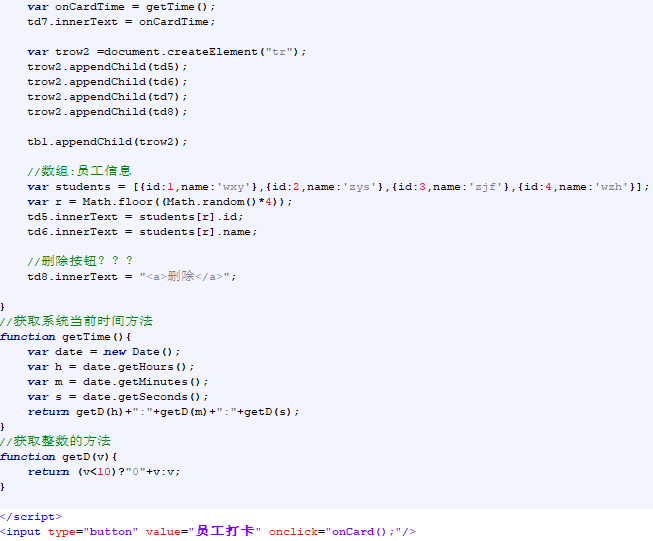 var onCardTime = getTime();
td7.innerText = onCardTime;
var trow2 =document.createElement("tr");
trow2.appendChild(td5);
trow2.appendChild(td6);
trow2.appendChild(td7);
trow2.appendChild(td8);
tbl.appendChild(trow2);
//数组:员工信息
var students = [{id:1,name:'wxy'},{id:2,name:'zys'},{id:3,name:'zjf'},{id:4,name:'wzh'}];
var r = Math.floor((Math.random()*4));
td5.innerText = students[r].id;
td6.innerText = students[r].name;
//删除按钮？？？
td8.innerText = "<a>删除</a>";
}
//获取系统当前时间方法
function getTime(){
var date = new Date();
var h = date.getHours();
var m = date.getMinutes();
var s = date.getSeconds();
return getD(h)+":"+getD(m)+":"+getD(s);
}
//获取整数的方法
function getD(v){
return (v<10)?"0"+v:v;
}
</script>
<input type="button" value="员工打卡" onclick="onCard();"/>